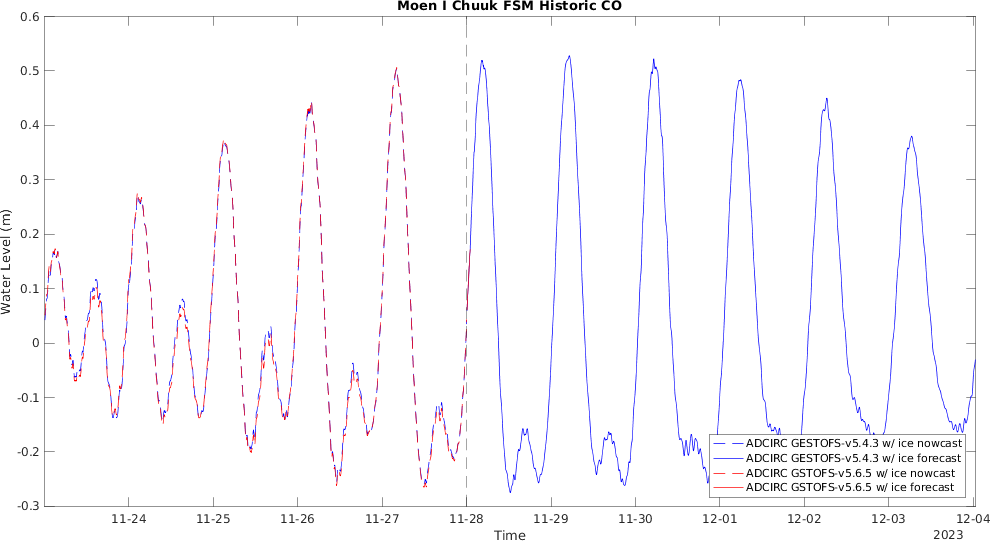 Moen I Chuuk FSM Historic CO
0.6
0.5
0.4
0.3
0.2
0.1
0
-0.1
-0.2
-0.3
Water Level (m)
ADCIRC GESTOFS-v5.4.3 w/ ice nowcast
ADCIRC GESTOFS-v5.4.3 w/ ice forecast
ADCIRC GSTOFS-v5.6.5 w/ ice nowcast
ADCIRC GSTOFS-v5.6.5 w/ ice forecast
11-24 11-25 11-26 11-27 11-28 11-29 11-30 12-01 12-02 12-03 12-04
Time
2023